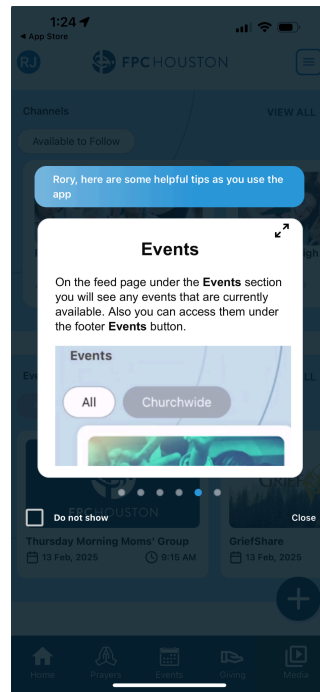 1:24
◀ App Store
RJ
FPC HOUSTON
Channels
VIEW ALL
Available to Follow
Rory, here are some helpful tips as you use the
app
Events
On the feed page under the Events section
you will see any events that are currently
available. Also you can access them under
the footer Events button.
Events
All
Churchwide
Do not show
Close
HOUSTON
Thursday Morning Moms' Group
13 Feb, 2025
9:15 AM
GriefShare
13 Feb, 2025
Home
Prayers
Events
Giving
Media